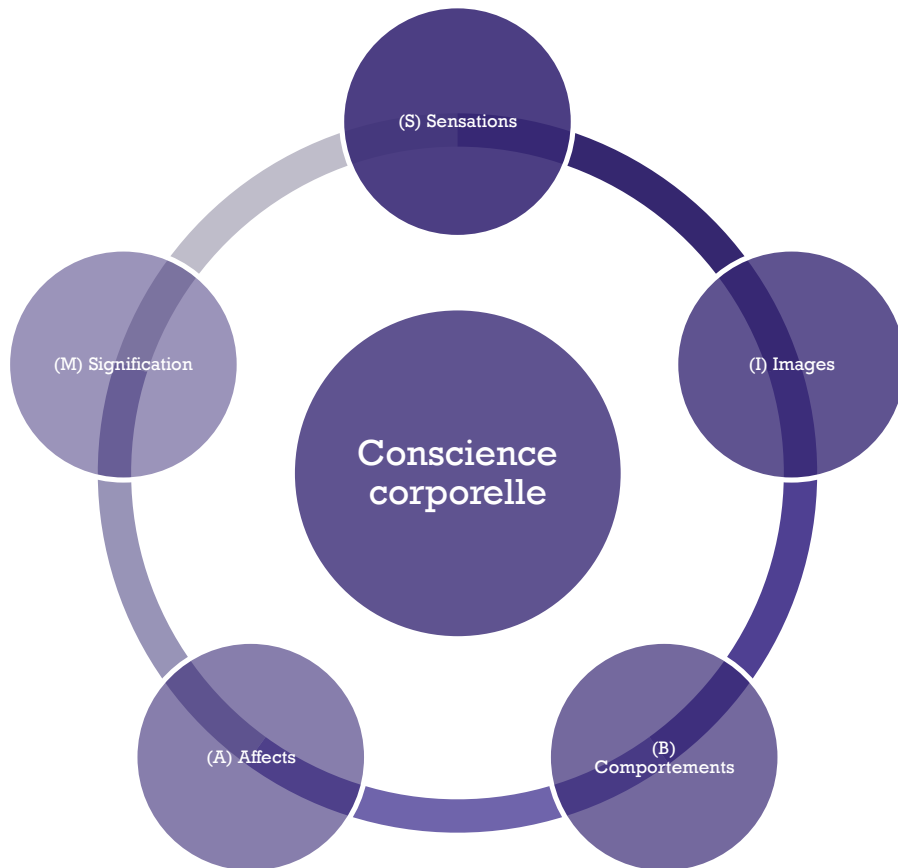 (S) Sensations
(I) Images
(B)
Comportements
(A) Affects
(M) Signification
Conscience
corporelle